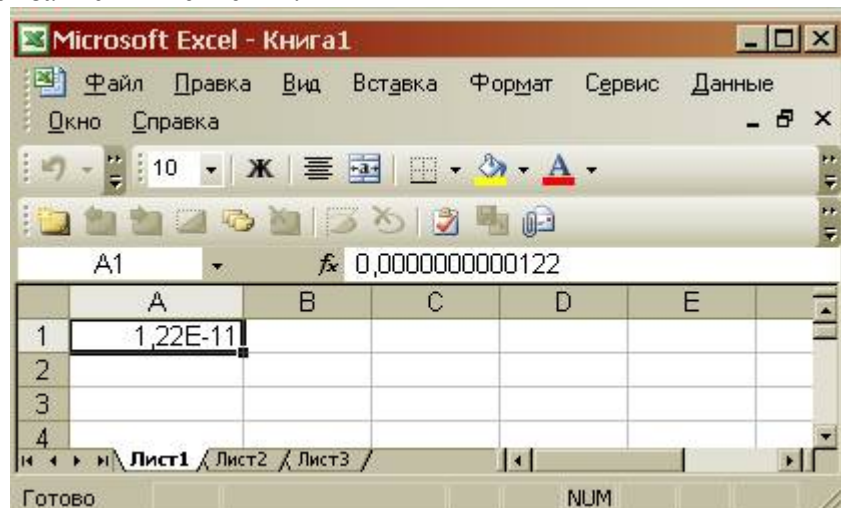 Microsoft Excel - Книга1
Файл Правка Вид Вставка Формат Сервис Данные
Окно Справка
10 Ж А
A1 fx 0,0000000000122
A B C D E
1 1,22E-11
2
3
4
Лист1 Лист2 Лист3
Готово NUM